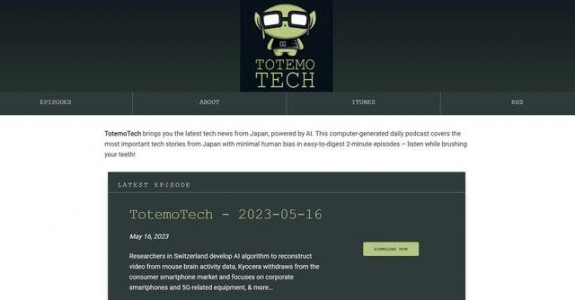 TOTEMO
TECH
EPISODES
ABOUT
ITUNES
RSS
TotemoTech brings you the latest tech news from Japan, powered by AI. This computer-generated daily podcast covers the
most important tech stories from Japan with minimal human bias in easy-to-digest 2-minute episodes – listen while brushing
your teeth!
LATEST EPISODE
TotemoTech - 2023-05-16
May 16, 2023
DOWNLOAD NOW
Researchers in Switzerland develop AI algorithm to reconstruct
video from mouse brain activity data, Kyocera withdraws from the
consumer smartphone market and focuses on corporate
smartphones and 5G-related equipment, & more...